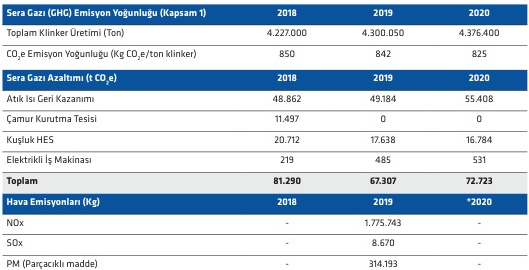 Sera Gazı (GHG) Emisyon Yoğunluğu (Kapsam 1) 2018 2019 2020
Toplam Klinker Üretimi (Ton) 4.227.000 4.300.050 4.376.400
CO₂e Emisyon Yoğunluğu (Kg CO₂e/ton klinker) 850 842 825
Sera Gazı Azaltımı (t CO₂e) 2018 2019 2020
Atık Isı Geri Kazanımı 48.862 49.184 55.408
Çamur Kurutma Tesisi 11.497 0 0
Kuşluk HES 20.712 17.638 16.784
Elektrikli İş Makinası 219 485 531
Toplam 81.290 67.307 72.723
Hava Emisyonları (Kg) 2018 2019 *2020
NOx - 1.775.743 -
SOx - 8.670 -
PM (Parçacıklı madde) - 314.193 -